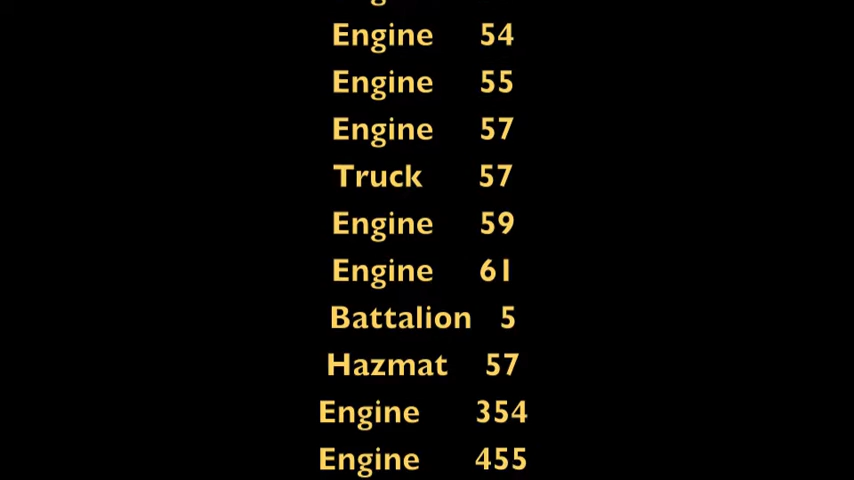 Engine 54
Engine 55
Engine 57
Truck 57
Engine 59
Engine 61
Battalion 5
Hazmat 57
Engine 354
Engine 455